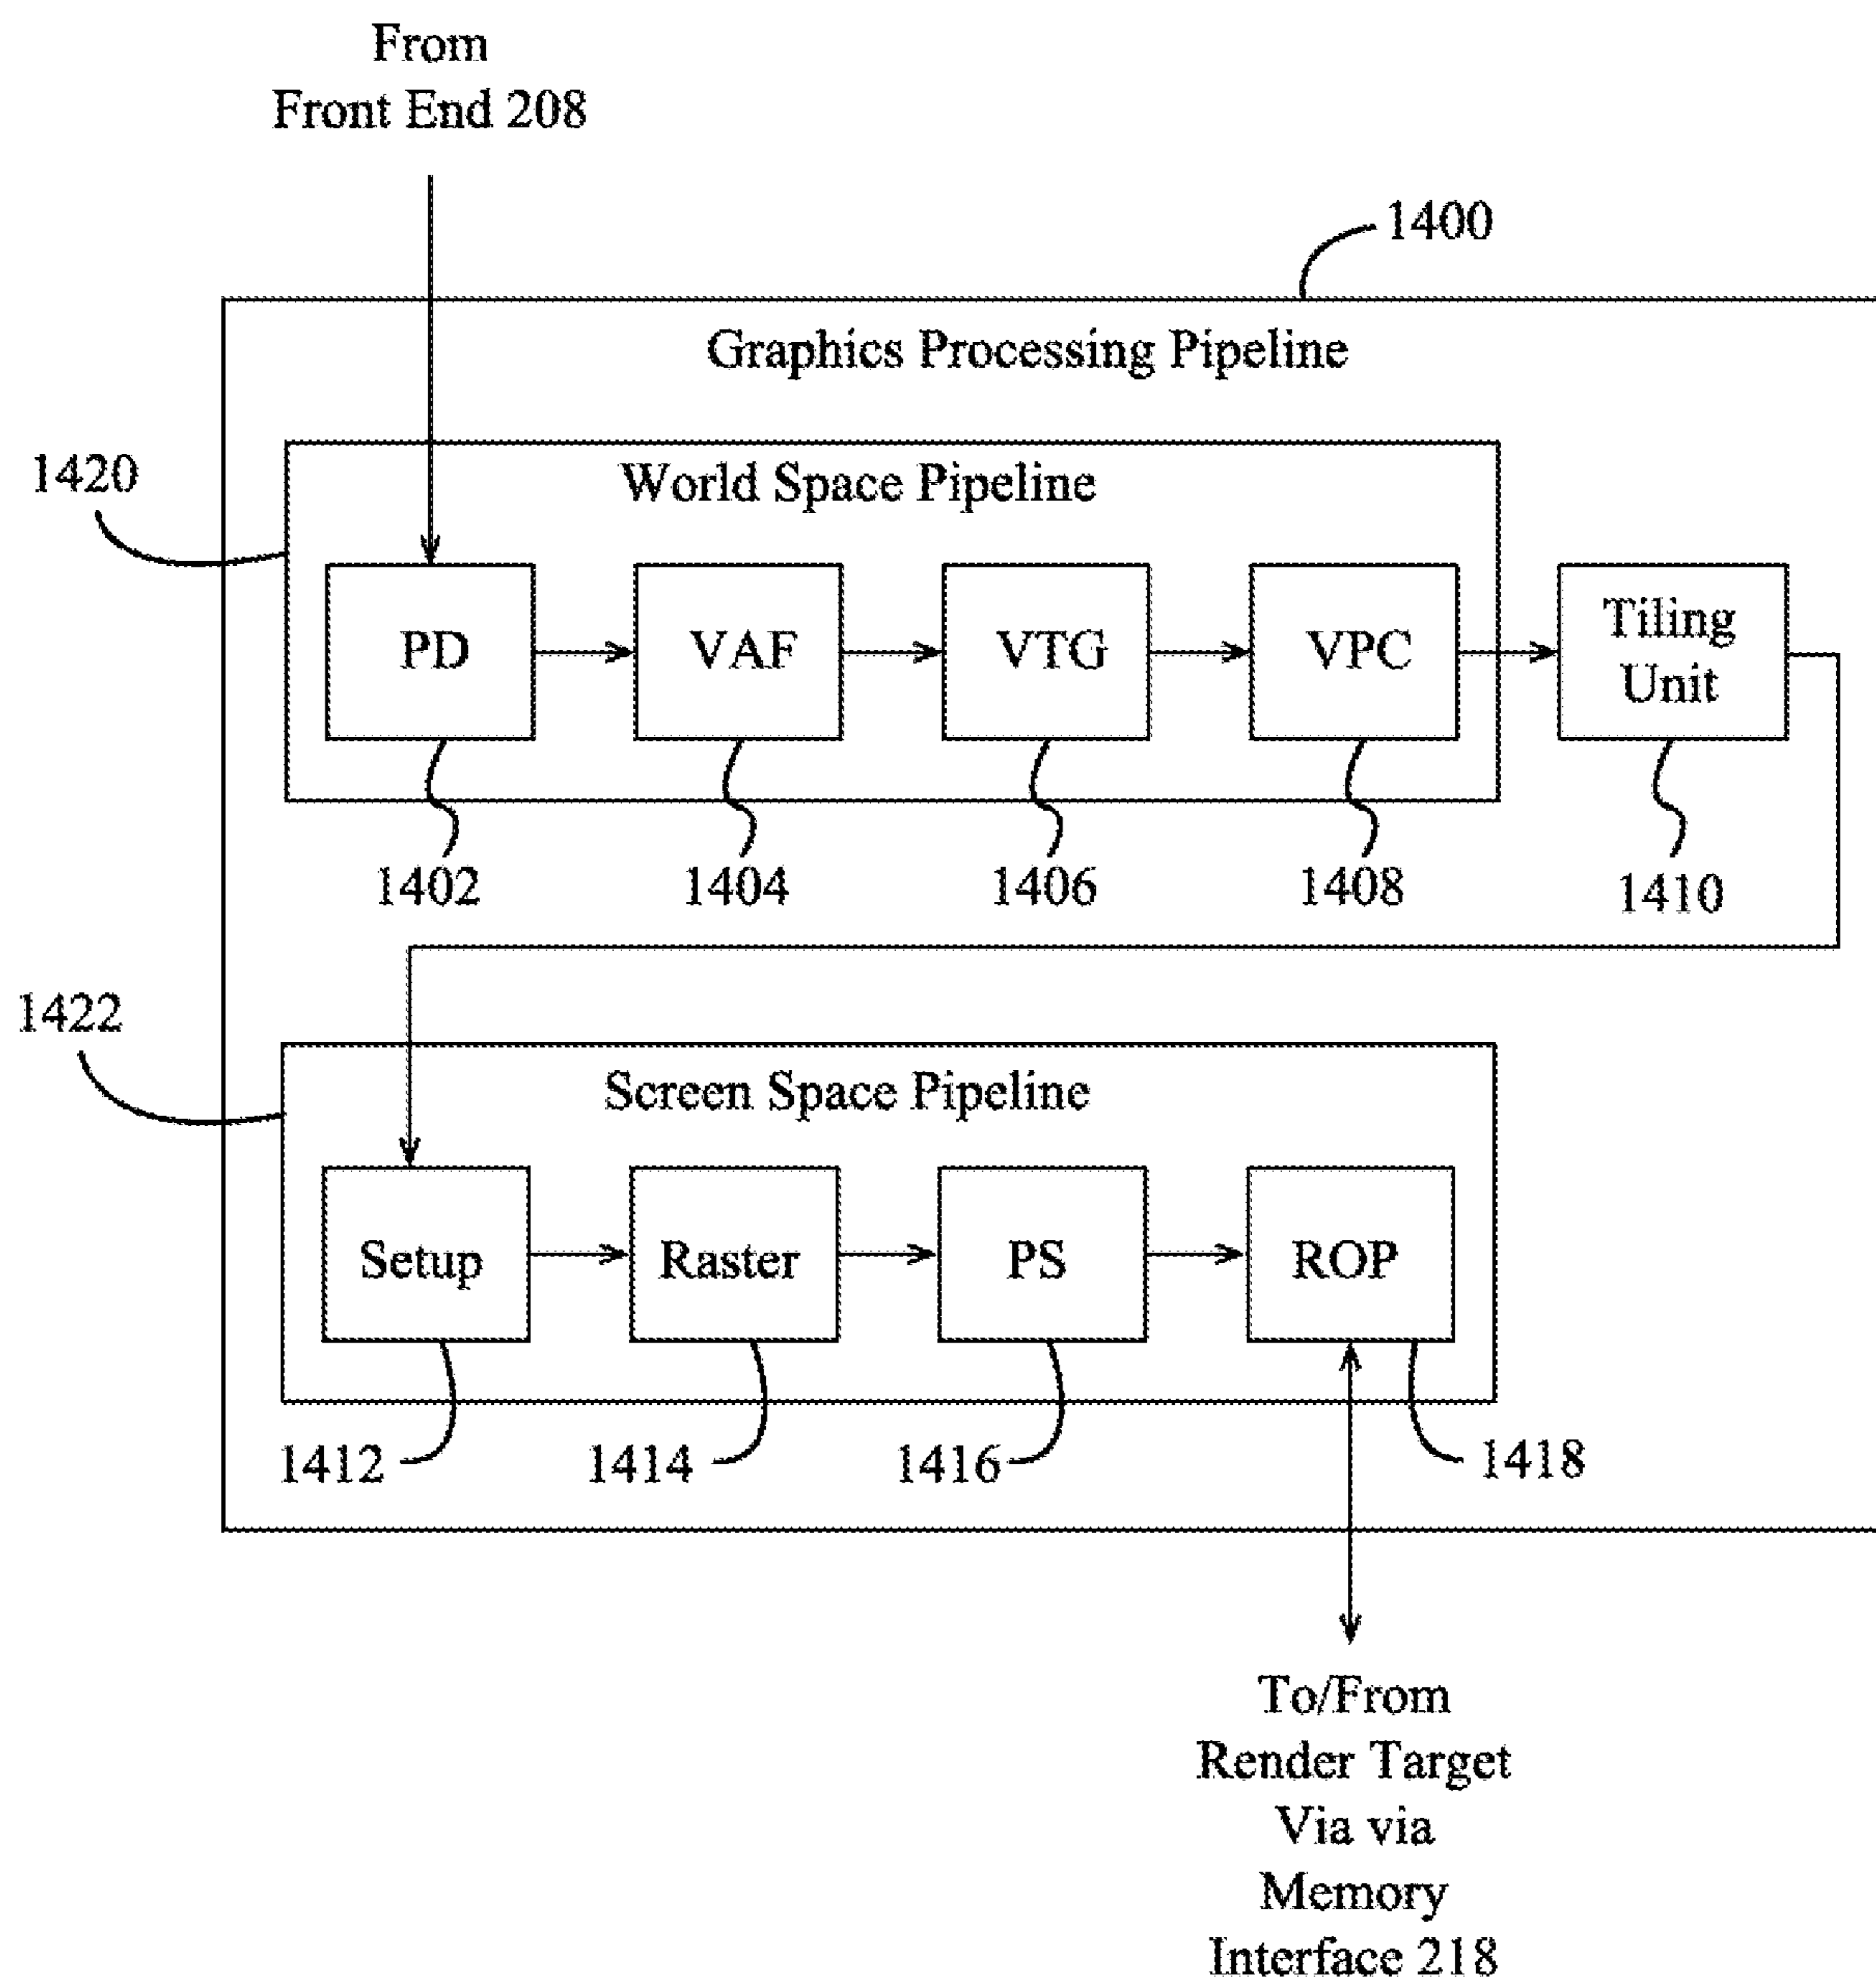 From
Front End 208
1400
Graphics Processing Pipeline
1420
World Space Pipeline
PD
VAF
VTG
VPC
Tiling
Unit
1402
1404
1406
1408
1410
1422
Screen Space Pipeline
Setup
Raster
PS
ROP
1412
1414
1416
1418
To/From
Render Target
Via via
Memory
Interface 218